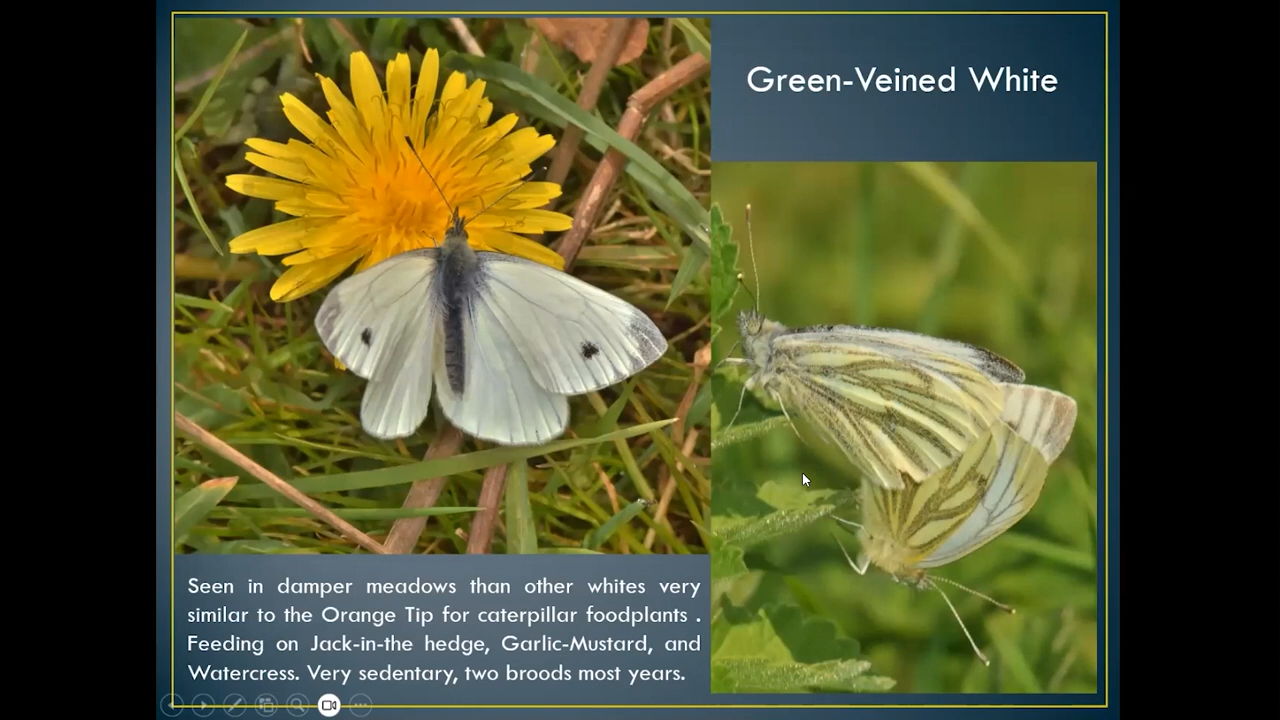 Green-Veined White
Seen in damper meadows than other whites very
similar to the Orange Tip for caterpillar foodplants .
Feeding on Jack-in-the hedge, Garlic-Mustard, and
Watercress. Very sedentary, two broods most years.